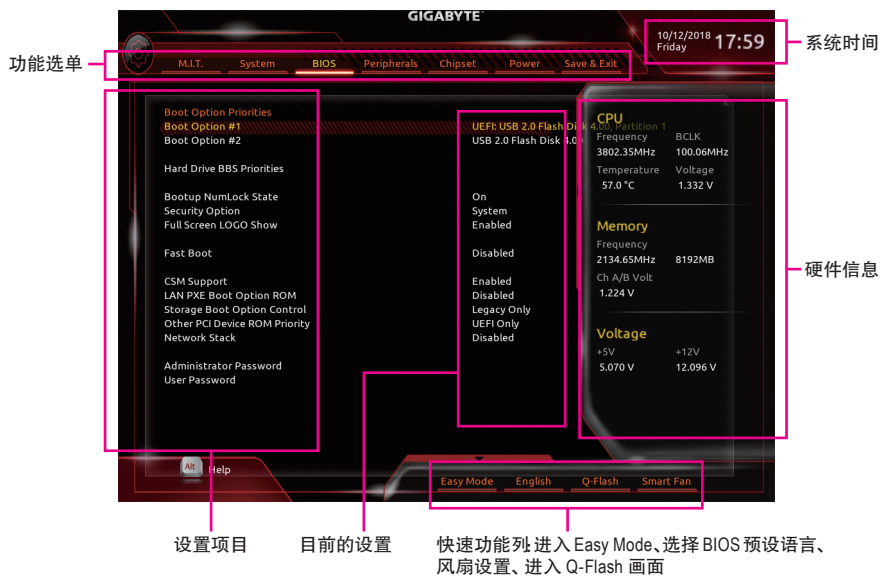 GIGABYTE
10/12/2018
Friday
17:59
系统时间
功能选单
M.I.T.
System
BIOS
Peripherals
Chipset
Power
Save & Exit
Boot Option Priorities
Boot Option #1 UEFI: USB 2.0 Flash Disk 4.00, Partition 1
Boot Option #2 USB 2.0 Flash Disk 4.00
Hard Drive BBS Priorities
Bootup NumLock State On
Security Option System
Full Screen LOGO Show Enabled
Fast Boot Disabled
CSM Support Enabled
LAN PXE Boot Option ROM Disabled
Storage Boot Option Control Legacy Only
Other PCI Device ROM Priority UEFI Only
Network Stack Disabled
Administrator Password
User Password
CPU
Frequency BCLK
3802.35MHz 100.06MHz
Temperature Voltage
57.0 °C 1.332 V
Memory
Frequency
2134.65MHz 8192MB
Ch A/B Volt
1.224 V
Voltage
+5V +12V
5.070 V 12.096 V
硬件信息
Alt Help
Easy Mode
English
Q-Flash
Smart Fan
设置项目
目前的设置
快速功能列:进入 Easy Mode、选择 BIOS 预设语言、
风扇设置、进入 Q-Flash 画面